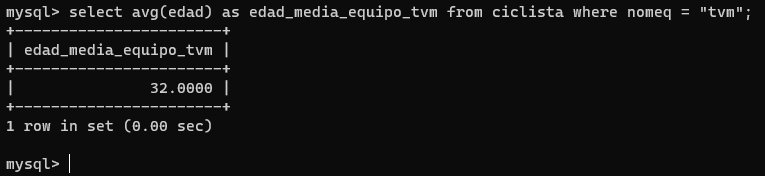 mysql> select avg(edad) as edad_media_equipo_tvm from ciclista where nomeq = "tvm";
+-----------------------+
| edad_media_equipo_tvm |
+-----------------------+
|               32.0000 |
+-----------------------+
1 row in set (0.00 sec)
mysql>